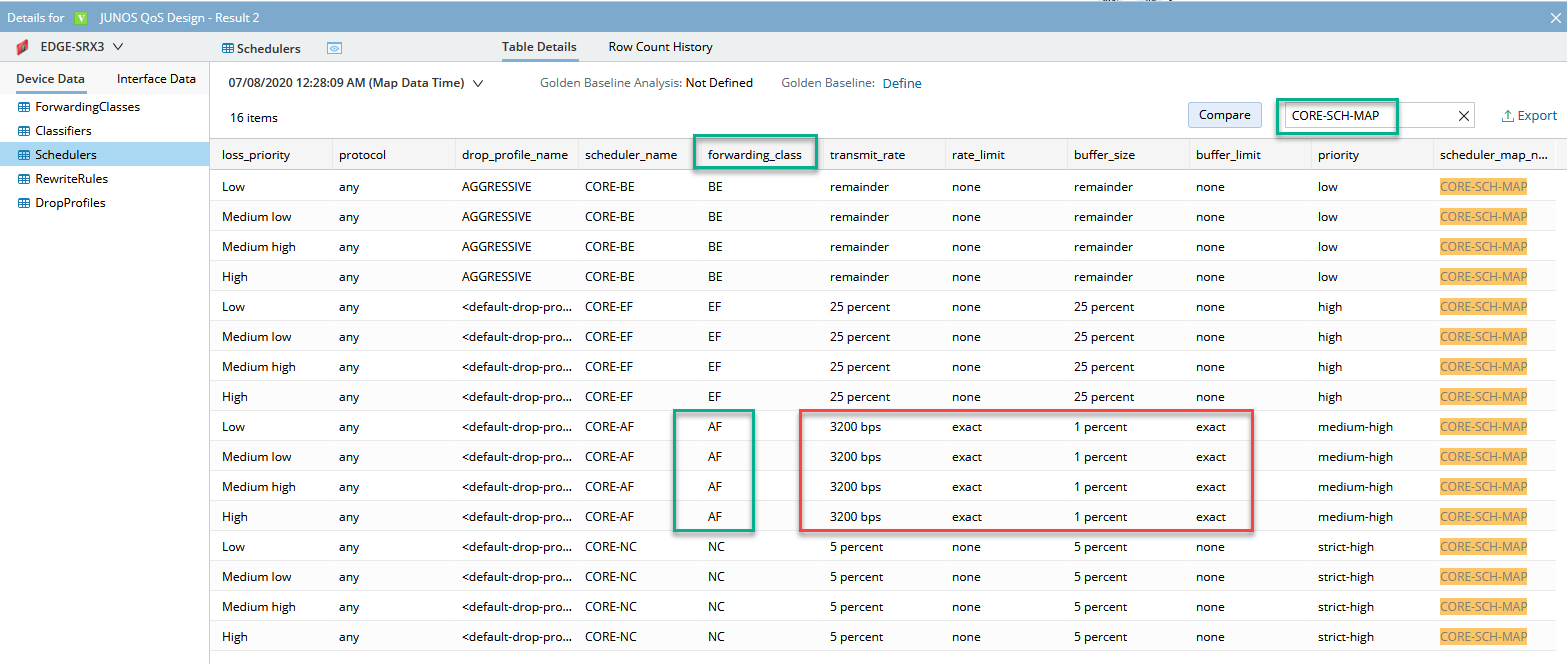 Details for V JUNOS QoS Design - Result 2
EDGE-SRX3 Schedulers Table Details Row Count History
Device Data Interface Data
ForwardingClasses
Classifiers
Schedulers
RewriteRules
DropProfiles
07/08/2020 12:28:09 AM (Map Data Time) Golden Baseline Analysis: Not Defined Golden Baseline: Define
16 items Compare CORE-SCH-MAP Export
loss_priority protocol drop_profile_name scheduler_name forwarding_class transmit_rate rate_limit buffer_size buffer_limit priority scheduler_map_n...
Low any AGGRESSIVE CORE-BE BE remainder none remainder none low CORE-SCH-MAP
Medium low any AGGRESSIVE CORE-BE BE remainder none remainder none low CORE-SCH-MAP
Medium high any AGGRESSIVE CORE-BE BE remainder none remainder none low CORE-SCH-MAP
High any AGGRESSIVE CORE-BE BE remainder none remainder none low CORE-SCH-MAP
Low any <default-drop-pro... CORE-EF EF 25 percent none 25 percent none high CORE-SCH-MAP
Medium low any <default-drop-pro... CORE-EF EF 25 percent none 25 percent none high CORE-SCH-MAP
Medium high any <default-drop-pro... CORE-EF EF 25 percent none 25 percent none high CORE-SCH-MAP
High any <default-drop-pro... CORE-EF EF 25 percent none 25 percent none high CORE-SCH-MAP
Low any <default-drop-pro... CORE-AF AF 3200 bps exact 1 percent exact medium-high CORE-SCH-MAP
Medium low any <default-drop-pro... CORE-AF AF 3200 bps exact 1 percent exact medium-high CORE-SCH-MAP
Medium high any <default-drop-pro... CORE-AF AF 3200 bps exact 1 percent exact medium-high CORE-SCH-MAP
High any <default-drop-pro... CORE-AF AF 3200 bps exact 1 percent exact medium-high CORE-SCH-MAP
Low any <default-drop-pro... CORE-NC NC 5 percent none 5 percent none strict-high CORE-SCH-MAP
Medium low any <default-drop-pro... CORE-NC NC 5 percent none 5 percent none strict-high CORE-SCH-MAP
Medium high any <default-drop-pro... CORE-NC NC 5 percent none 5 percent none strict-high CORE-SCH-MAP
High any <default-drop-pro... CORE-NC NC 5 percent none 5 percent none strict-high CORE-SCH-MAP